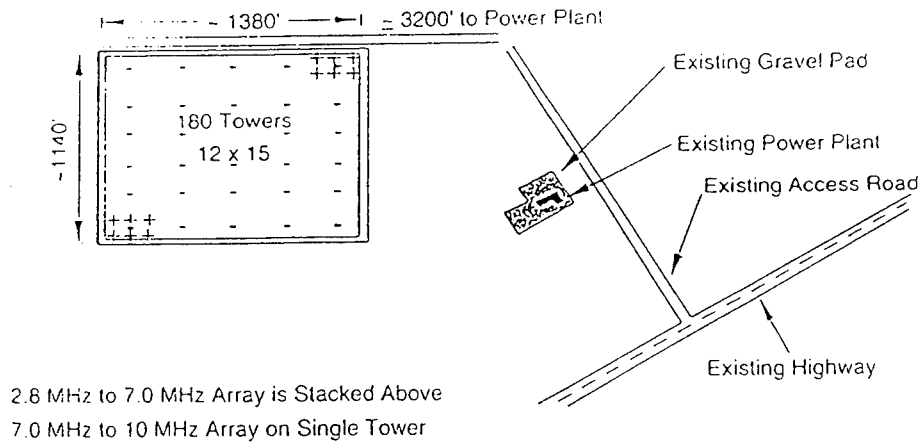 ~ 1380'
~ 3200' to Power Plant
Existing Gravel Pad
~1140'
180 Towers
12 x 15
Existing Power Plant
Existing Access Road
Existing Highway
2.8 MHz to 7.0 MHz Array is Stacked Above
7.0 MHz to 10 MHz Array on Single Tower